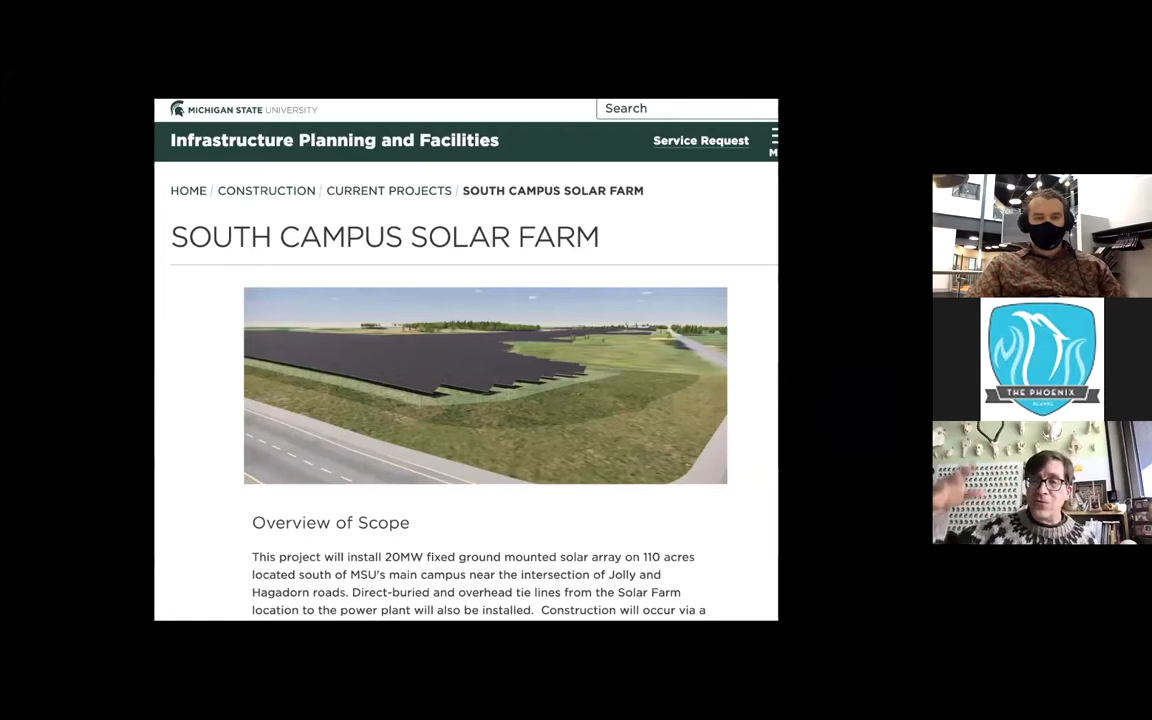 MICHIGAN STATE UNIVERSITY
Search
Infrastructure Planning and Facilities
Service Request
M
HOME / CONSTRUCTION / CURRENT PROJECTS / SOUTH CAMPUS SOLAR FARM
SOUTH CAMPUS SOLAR FARM
Overview of Scope
This project will install 20MW fixed ground mounted solar array on 110 acres
located south of MSU's main campus near the intersection of Jolly and
Hagadorn roads. Direct-buried and overhead tie lines from the Solar Farm
location to the power plant will also be installed. Construction will occur via a
THE PHOENIX